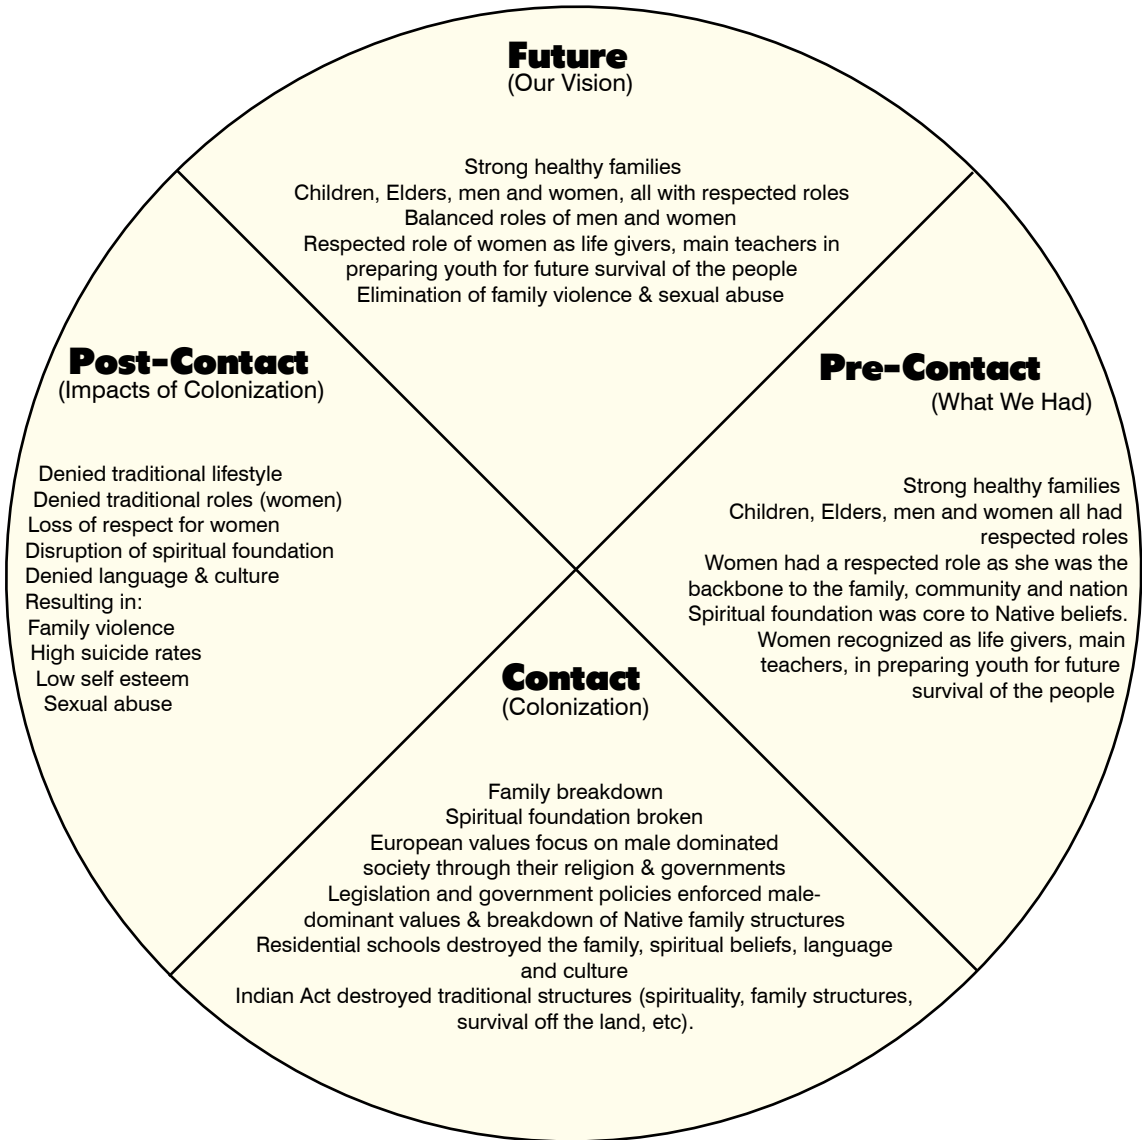 Future
(Our Vision)
Strong healthy families
Children, Elders, men and women, all with respected roles
Balanced roles of men and women
Respected role of women as life givers, main teachers in
preparing youth for future survival of the people
Elimination of family violence & sexual abuse
Pre-Contact
(What We Had)
Strong healthy families
Children, Elders, men and women all had
respected roles
Women had a respected role as she was the
backbone to the family, community and nation
Spiritual foundation was core to Native beliefs.
Women recognized as life givers, main
teachers, in preparing youth for future
survival of the people
Contact
(Colonization)
Family breakdown
Spiritual foundation broken
European values focus on male dominated
society through their religion & governments
Legislation and government policies enforced male-
dominant values & breakdown of Native family structures
Residential schools destroyed the family, spiritual beliefs, language
and culture
Indian Act destroyed traditional structures (spirituality, family structures,
survival off the land, etc).
Post-Contact
(Impacts of Colonization)
Denied traditional lifestyle
Denied traditional roles (women)
Loss of respect for women
Disruption of spiritual foundation
Denied language & culture
Resulting in:
Family violence
High suicide rates
Low self esteem
Sexual abuse